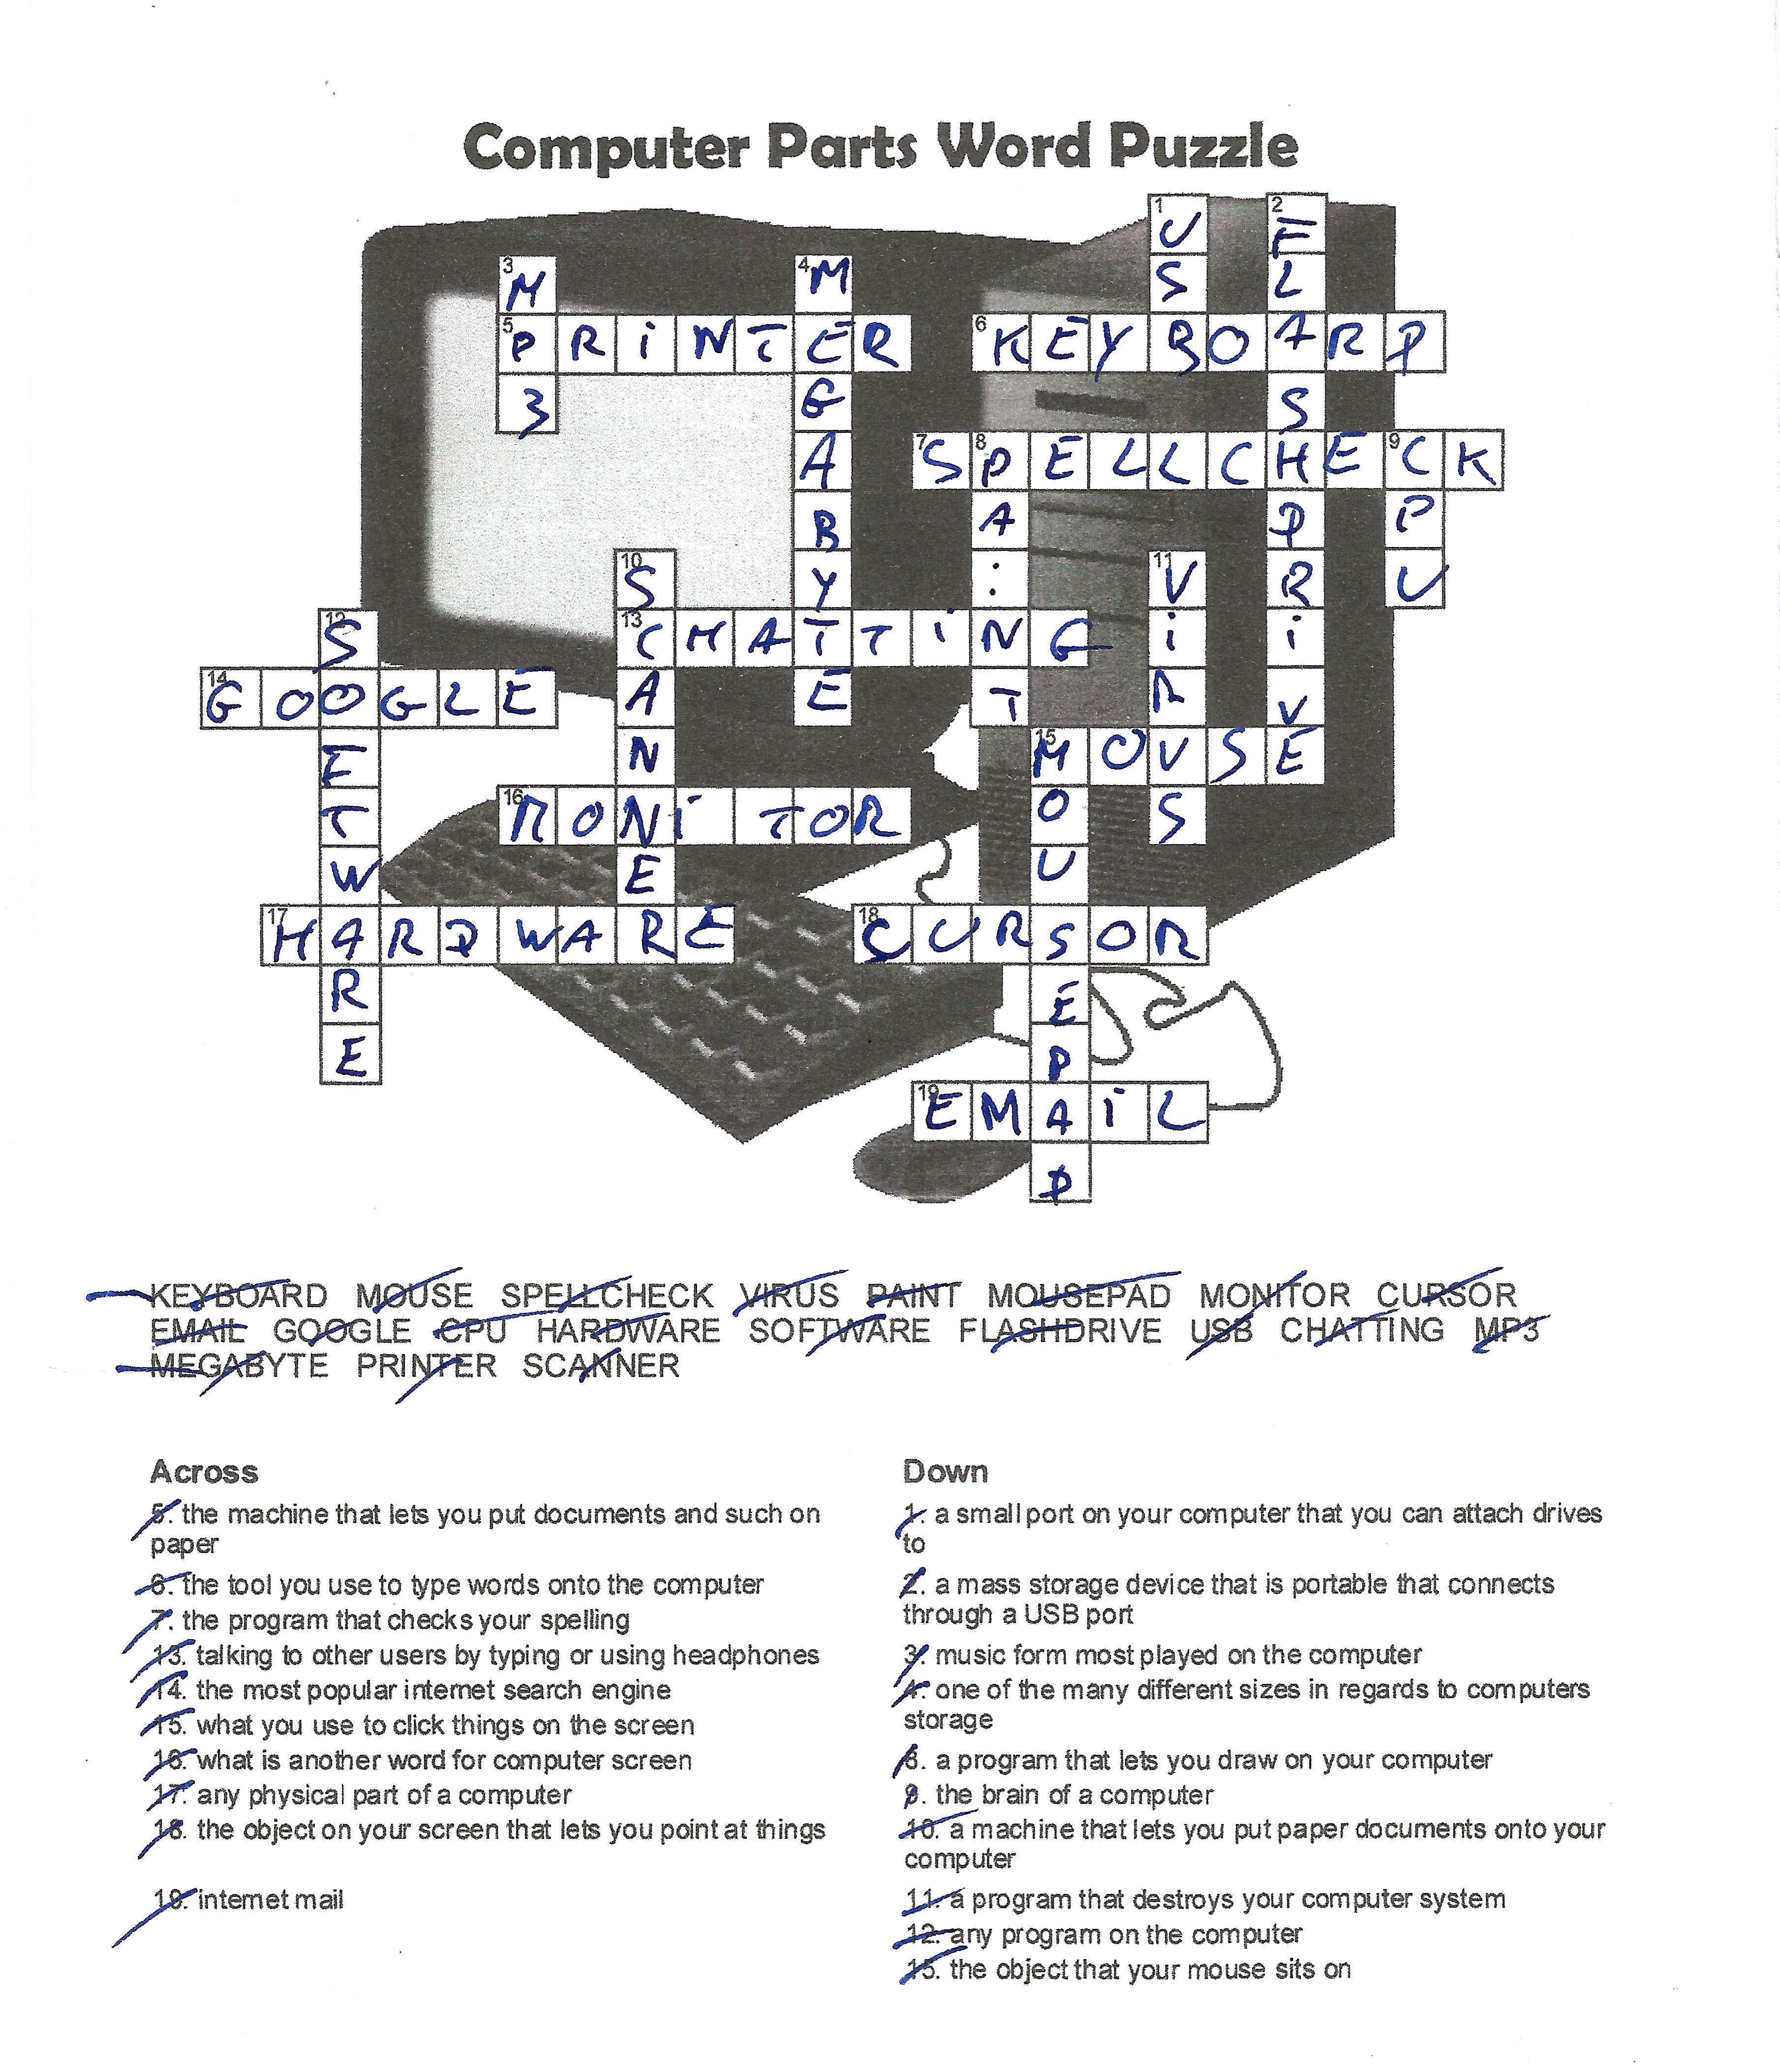 Computer Parts Word Puzzle
1 U 2 F
3 M 4 M S L
5 P R i N T E R 6 K E Y B O A R D
3 G S
A 7 S 8 P E L L C H E 9 C K
B A D P
10 S Y i 11 V R U
12 S 13 C H A T T i N G i i
14 G O O G L E A E T R V
F N 15 M O U S E
T 16 M O N i T O R O S
W E U
17 H A R D W A R E 18 C U R S O R
R E
E P
19 E M A i L
D
KEYBOARD MOUSE SPELLCHECK VIRUS PAINT MOUSEPAD MONITOR CURSOR
EMAIL GOOGLE CPU HARDWARE SOFTWARE FLASHDRIVE USB CHATTING MP3
MEGABYTE PRINTER SCANNER
Across
5. the machine that lets you put documents and such on
paper
6. the tool you use to type words onto the computer
7. the program that checks your spelling
13. talking to other users by typing or using headphones
14. the most popular internet search engine
15. what you use to click things on the screen
16. what is another word for computer screen
17. any physical part of a computer
18. the object on your screen that lets you point at things
19. internet mail
Down
1. a small port on your computer that you can attach drives
to
2. a mass storage device that is portable that connects
through a USB port
3. music form most played on the computer
4. one of the many different sizes in regards to computers
storage
8. a program that lets you draw on your computer
9. the brain of a computer
10. a machine that lets you put paper documents onto your
computer
11. a program that destroys your computer system
12. any program on the computer
15. the object that your mouse sits on